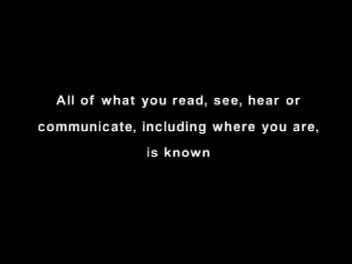 All of what you read, see, hear or
communicate, including where you are,
is known